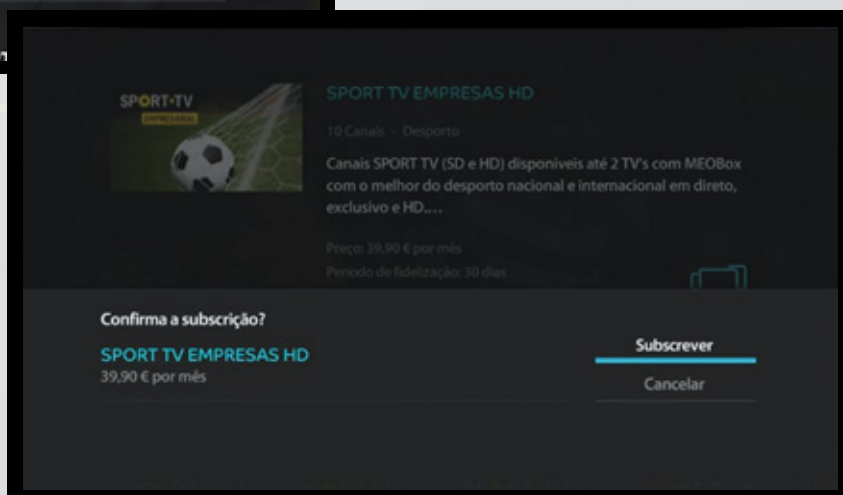 SPORT•TV
EMPRESARIAL
SPORT TV EMPRESAS HD
10 Canais - Desporto
Canais SPORT TV (SD e HD) disponíveis até 2 TV's com MEOBox
com o melhor do desporto nacional e internacional em direto,
exclusivo e HD....
Preço: 39,90 € por mês
Período de fidelização: 30 dias
Confirma a subscrição?
SPORT TV EMPRESAS HD
39,90 € por mês
Subscrever
Cancelar